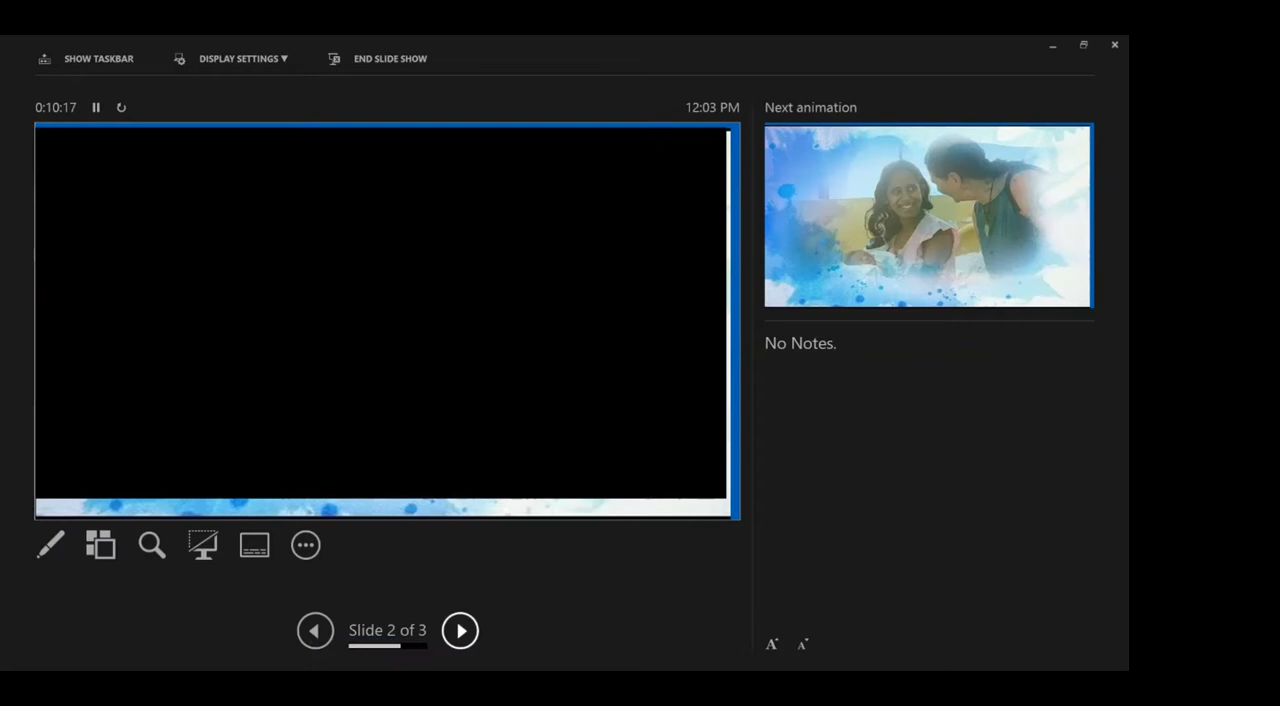 SHOW TASKBAR
DISPLAY SETTINGS ▼
END SLIDE SHOW
0:10:17
12:03 PM
Next animation
No Notes.
Slide 2 of 3
A A